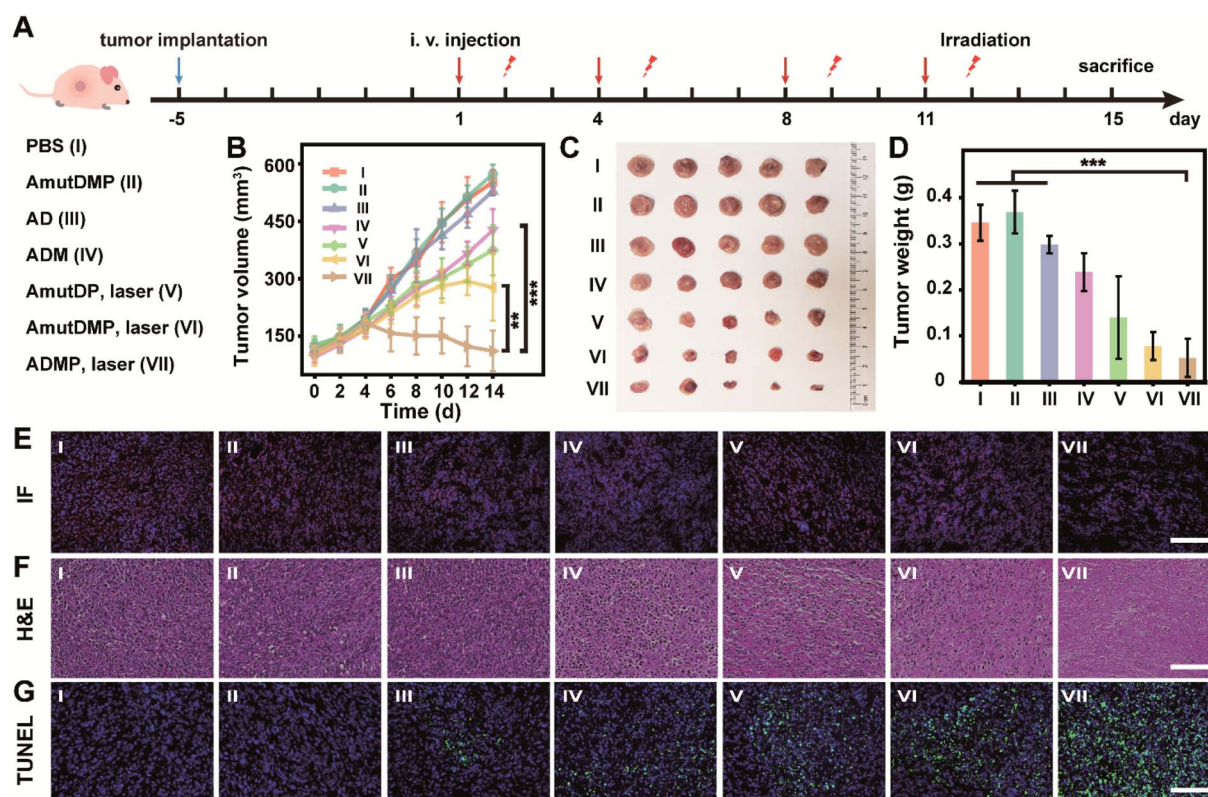 A
tumor implantation
i. v. injection
Irradiation
sacrifice
-5
1
4
8
11
15
day
PBS (I)
AmutDMP (II)
AD (III)
ADM (IV)
AmutDP, laser (V)
AmutDMP, laser (VI)
ADMP, laser (VII)
B
Tumor volume (mm³)
600
450
300
150
I
II
III
IV
V
VI
VII
**
***
0 2 4 6 8 10 12 14
Time (d)
C
I
II
III
IV
V
VI
VII
D
Tumor weight (g)
0.4
0.3
0.2
0.1
0
***
I II III IV V VI VII
E
IF
I II III IV V VI VII
F
H&E
I II III IV V VI VII
G
TUNEL
I II III IV V VI VII